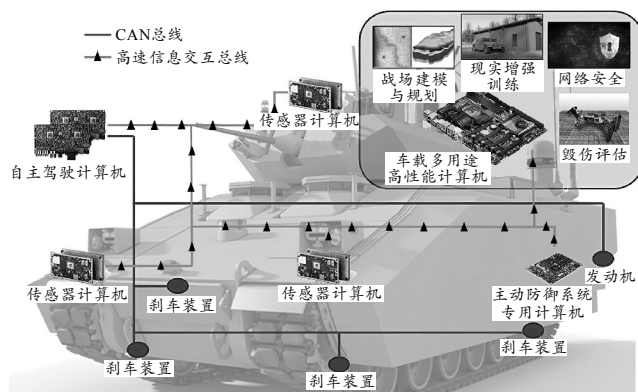 CAN总线
高速信息交互总线
战场建模
与规划
现实增强
训练
网络安全
传感器计算机
车载多用途
高性能计算机
毁伤评估
自主驾驶计算机
传感器计算机
传感器计算机
主动防御系统
专用计算机
发动机
刹车装置
刹车装置
刹车装置
刹车装置